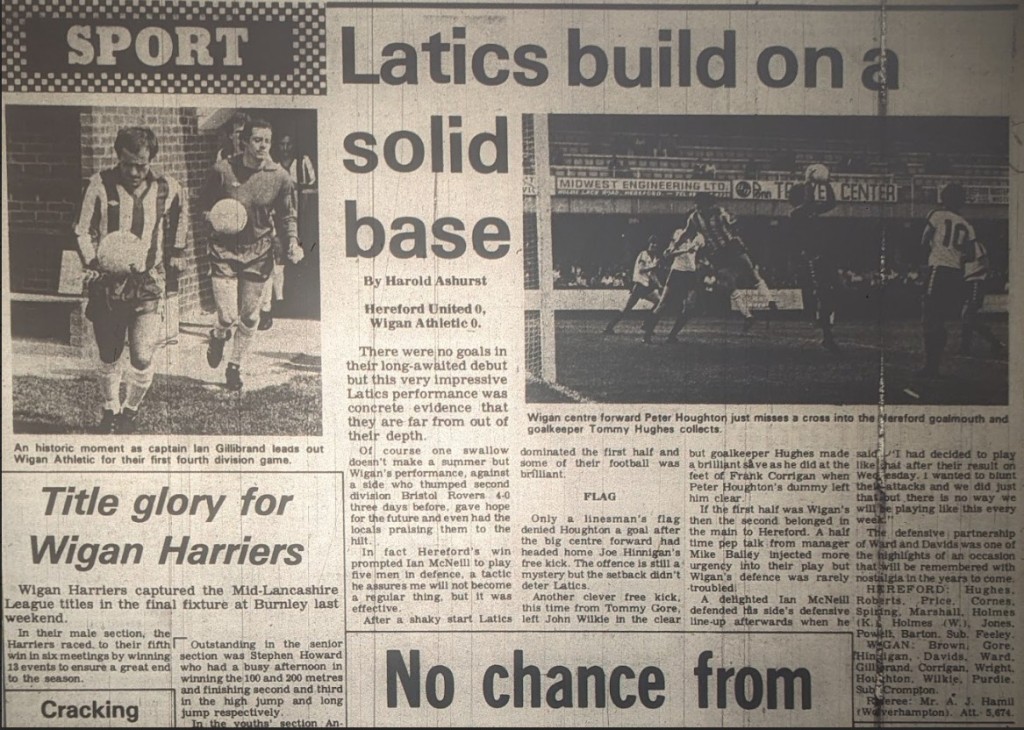 SPORT
Latics build on a
solid
base
By Harold Ashurst
Hereford United 0,
Wigan Athletic 0.
There were no goals in
their long-awaited debut
but this very impressive
Latics performance was
concrete evidence that
they are far from out of
their depth.
Of course one swallow
doesn't make a summer but
Wigan's performance, against
a side who thumped second
division Bristol Rovers 4-0
three days before, gave hope
for the future and even had the
locals praising them to the
hilt.
In fact Hereford's win
prompted Ian McNeill to play
five men in defence, a tactic
he assures me will not become
a regular thing, but it was
effective.
After a shaky start Latics
MIDWEST ENGINEERING LTD.
CENTER
10
Wigan centre forward Peter Houghton just misses a cross into the Hereford goalmouth and
goalkeeper Tommy Hughes collects.
dominated the first half and
some of their football was
brilliant.
FLAG
Only a linesman's flag
denied Houghton a goal after
the big centre forward had
headed home Joe Hinnigan's
free kick. The offence is still a
mystery but the setback didn't
deter Latics.
Another clever free kick,
this time from Tommy Gore,
left John Wilkie in the clear
but goalkeeper Hughes made
a brilliant save as he did at the
feet of Frank Corrigan when
Peter Houghton's dummy left
him clear.
If the first half was Wigan's
then the second belonged in
the main to Hereford. A half
time pep talk from manager
Mike Bailey injected more
urgency into their play but
Wigan's defence was rarely
troubled.
A delighted Ian McNeill
defended his side's defensive
line-up afterwards when he
said "I had decided to play
like that after their result on
Wednesday. I wanted to blunt
their attacks and we did just
that but there is no way we
will be playing like this every
week."
The defensive partnership
of Ward and Davids was one of
the highlights of an occasion
that will be remembered with
nostalgia in the years to come.
HEREFORD: Hughes,
Roberts, Price, Cornes,
Spiring, Marshall, Holmes
(K.), Holmes (W.), Jones,
Powell, Barton. Sub. Feeley.
WIGAN: Brown, Gore,
Hinnigan, Davids, Ward,
Gillibrand, Corrigan, Wright,
Houghton, Wilkie, Purdie.
Sub. Crompton.
Referee: Mr. A. J. Hamil
(Wolverhampton). Att. 5,674.
An historic moment as captain Ian Gillibrand leads out
Wigan Athletic for their first fourth division game.
Title glory for
Wigan Harriers
Wigan Harriers captured the Mid-Lancashire
League titles in the final fixture at Burnley last
weekend.
In their male section, the
Harriers raced to their fifth
win in six meetings by winning
13 events to ensure a great end
to the season.
Cracking
Outstanding in the senior
section was Stephen Howard
who had a busy afternoon in
winning the 100 and 200 metres
and finishing second and third
in the high jump and long
jump respectively.
In the youths' section An-
No chance from